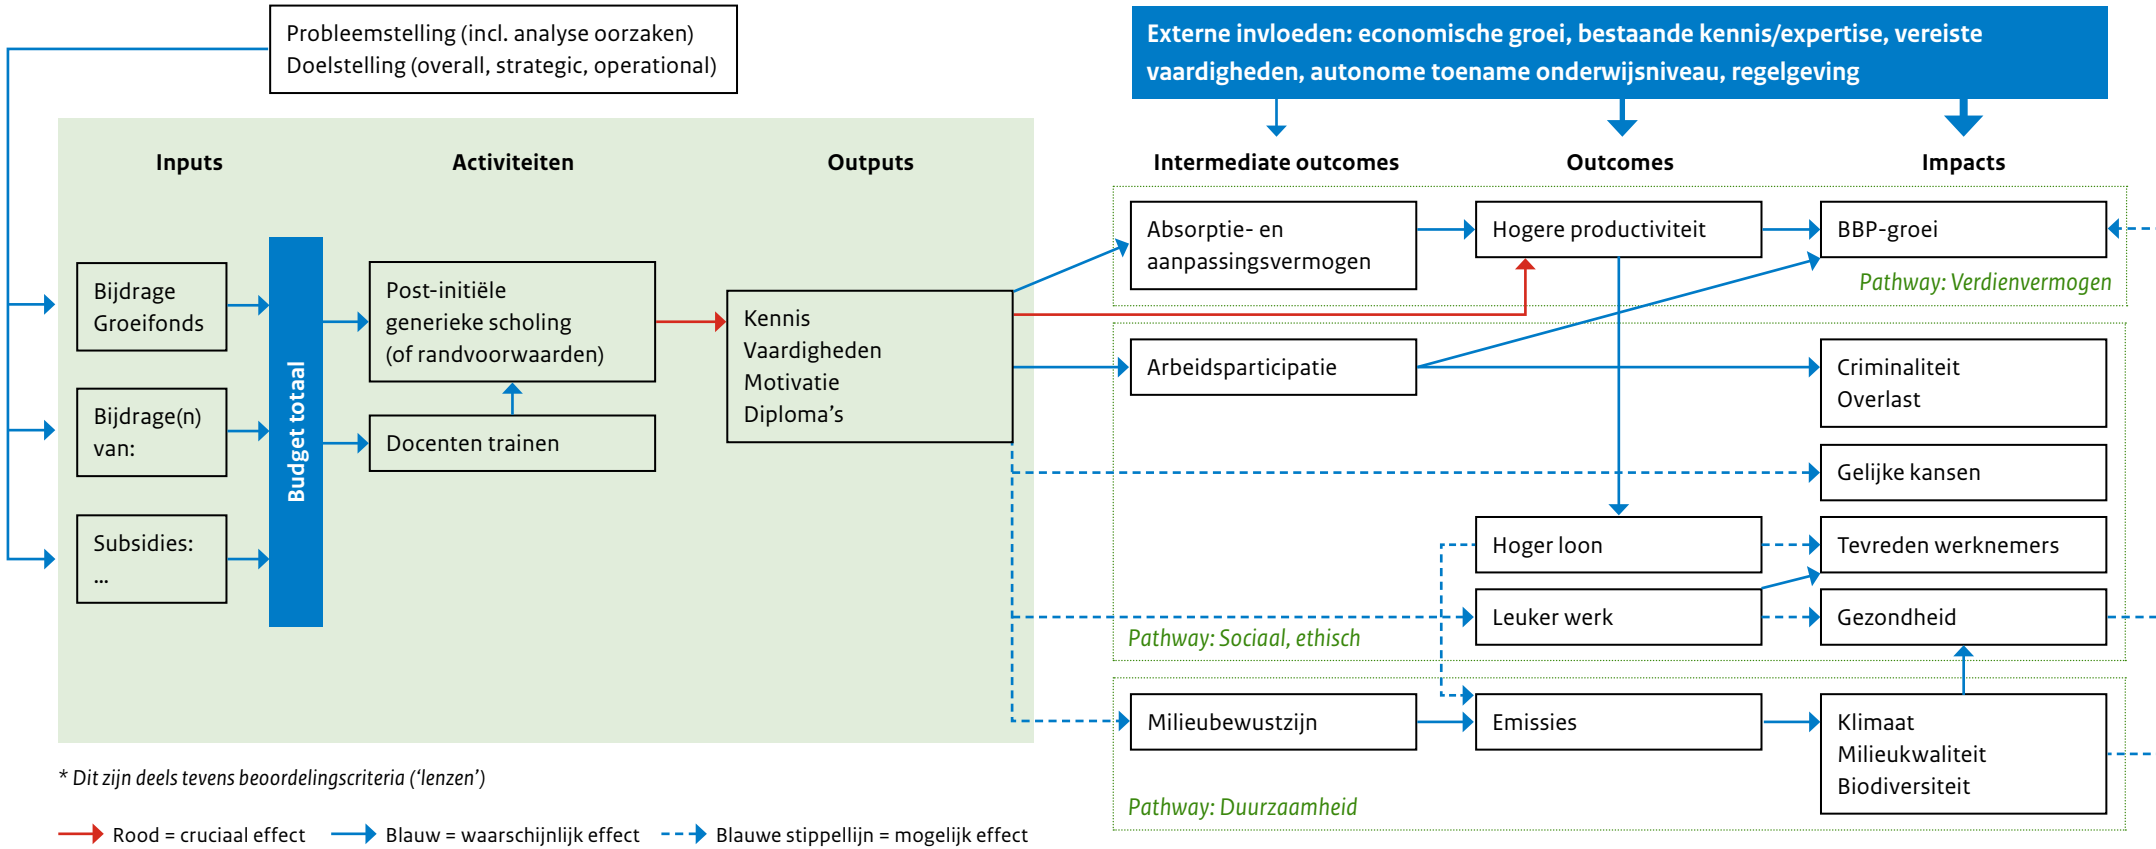 Probleemstelling (incl. analyse oorzaken)
Doelstelling (overall, strategic, operational)
Externe invloeden: economische groei, bestaande kennis/expertise, vereiste
vaardigheden, autonome toename onderwijsniveau, regelgeving
Inputs
Activiteiten
Outputs
Intermediate outcomes
Outcomes
Impacts
Bijdrage
Groeifonds
Bijdrage(n)
van:
Subsidies:
...
Budget totaal
Post-initiële
generieke scholing
(of randvoorwaarden)
Docenten trainen
Kennis
Vaardigheden
Motivatie
Diploma’s
Absorptie- en
aanpassingsvermogen
Hogere productiviteit
BBP-groei
Pathway: Verdienvermogen
Arbeidsparticipatie
Criminaliteit
Overlast
Gelijke kansen
Hoger loon
Tevreden werknemers
Leuker werk
Gezondheid
Pathway: Sociaal, ethisch
Milieubewustzijn
Emissies
Klimaat
Milieukwaliteit
Biodiversiteit
Pathway: Duurzaamheid
* Dit zijn deels tevens beoordelingscriteria (‘lenzen’)
Rood = cruciaal effect
Blauw = waarschijnlijk effect
Blauwe stippellijn = mogelijk effect